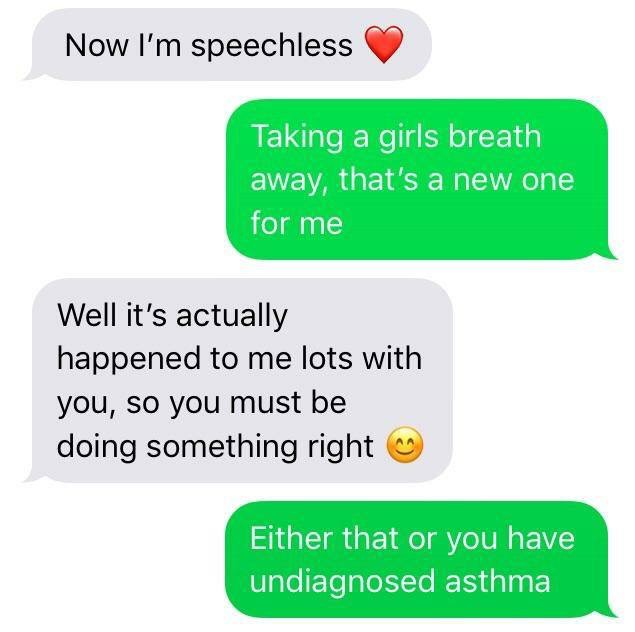 Now I’m speechless ❤️
Taking a girls breath
away, that’s a new one
for me
Well it’s actually
happened to me lots with
you, so you must be
doing something right 😊
Either that or you have
undiagnosed asthma